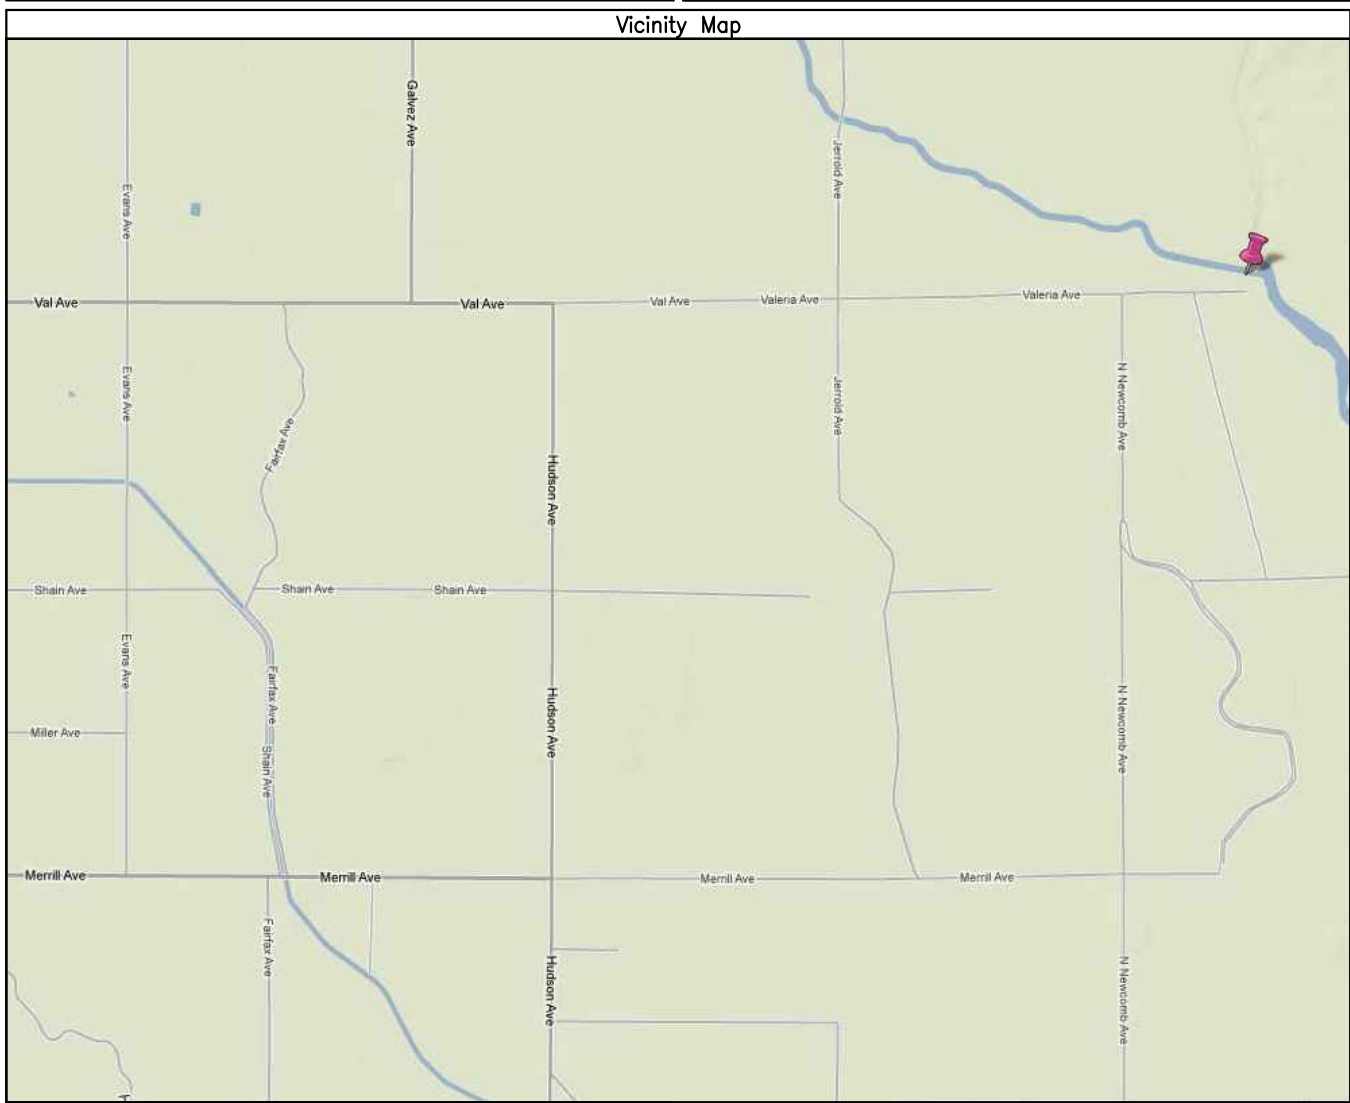 Vicinity Map
Galvez Ave
Jerrold Ave
Evans Ave
Val Ave
Val Ave
Val Ave
Valeria Ave
Valeria Ave
Evans Ave
Fairfax Ave
Jerrold Ave
N Newcomb Ave
Hudson Ave
Shain Ave
Shain Ave
Shain Ave
Evans Ave
Fairfax Ave
Hudson Ave
N Newcomb Ave
Miller Ave
Shain Ave
Merrill Ave
Merrill Ave
Merrill Ave
Merrill Ave
Fairfax Ave
Hudson Ave
N Newcomb Ave